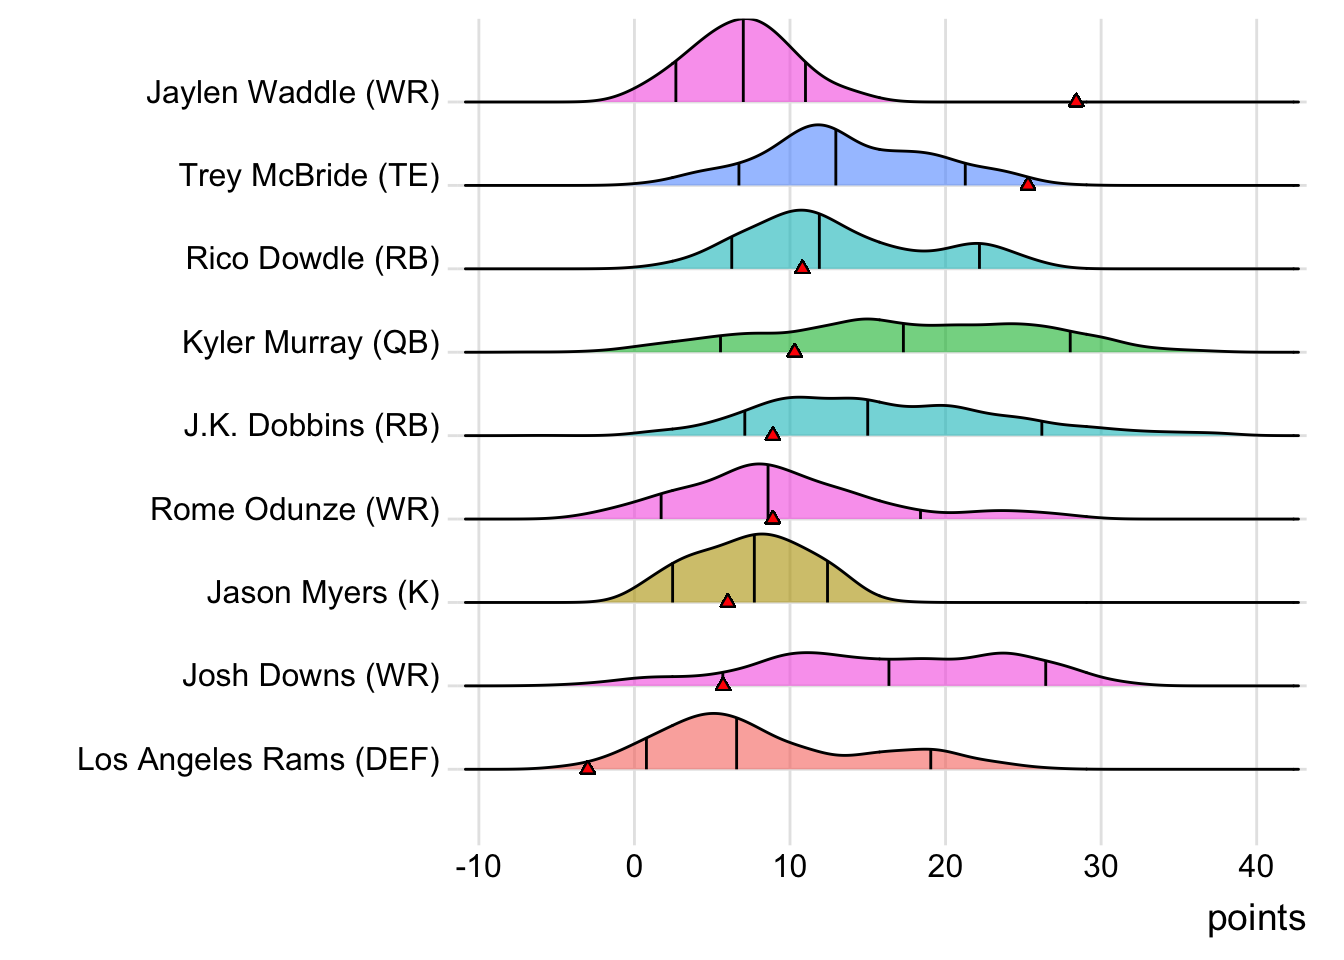 Jaylen Waddle (WR)
Trey McBride (TE)
Rico Dowdle (RB)
Kyler Murray (QB)
J.K. Dobbins (RB)
Rome Odunze (WR)
Jason Myers (K)
Josh Downs (WR)
Los Angeles Rams (DEF)
-10 0 10 20 30 40
points